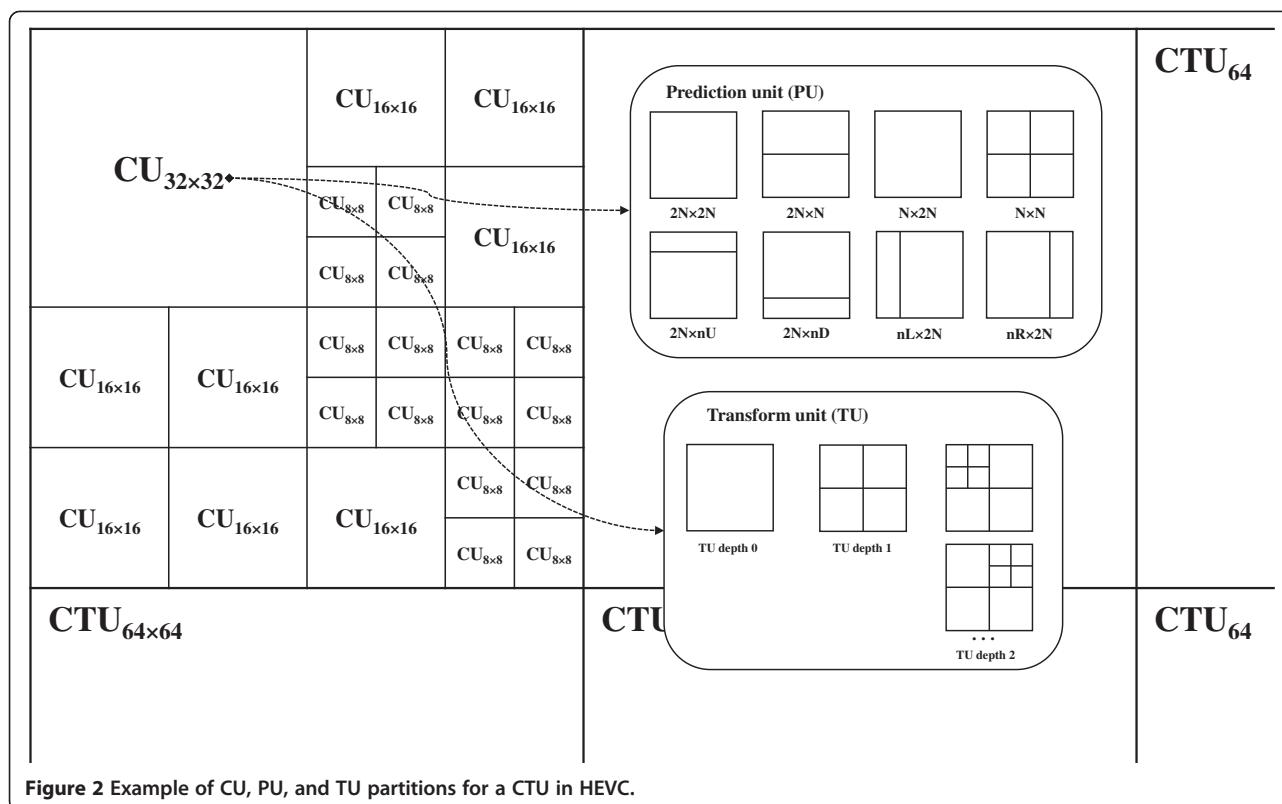 CU16×16 CU16×16
CU32×32
CU8×8 CU8×8
CU16×16
CU8×8 CU8×8
CU16×16 CU16×16
CU8×8 CU8×8 CU8×8 CU8×8
CU8×8 CU8×8 CU8×8 CU8×8
CU16×16 CU16×16 CU16×16
CU8×8 CU8×8
CU8×8 CU8×8
Prediction unit (PU)
2N×2N 2N×N N×2N N×N
2N×nU 2N×nD nL×2N nR×2N
Transform unit (TU)
TU depth 0 TU depth 1
...
TU depth 2
CTU64
CTU64×64 CTU CTU64
Figure 2 Example of CU, PU, and TU partitions for a CTU in HEVC.